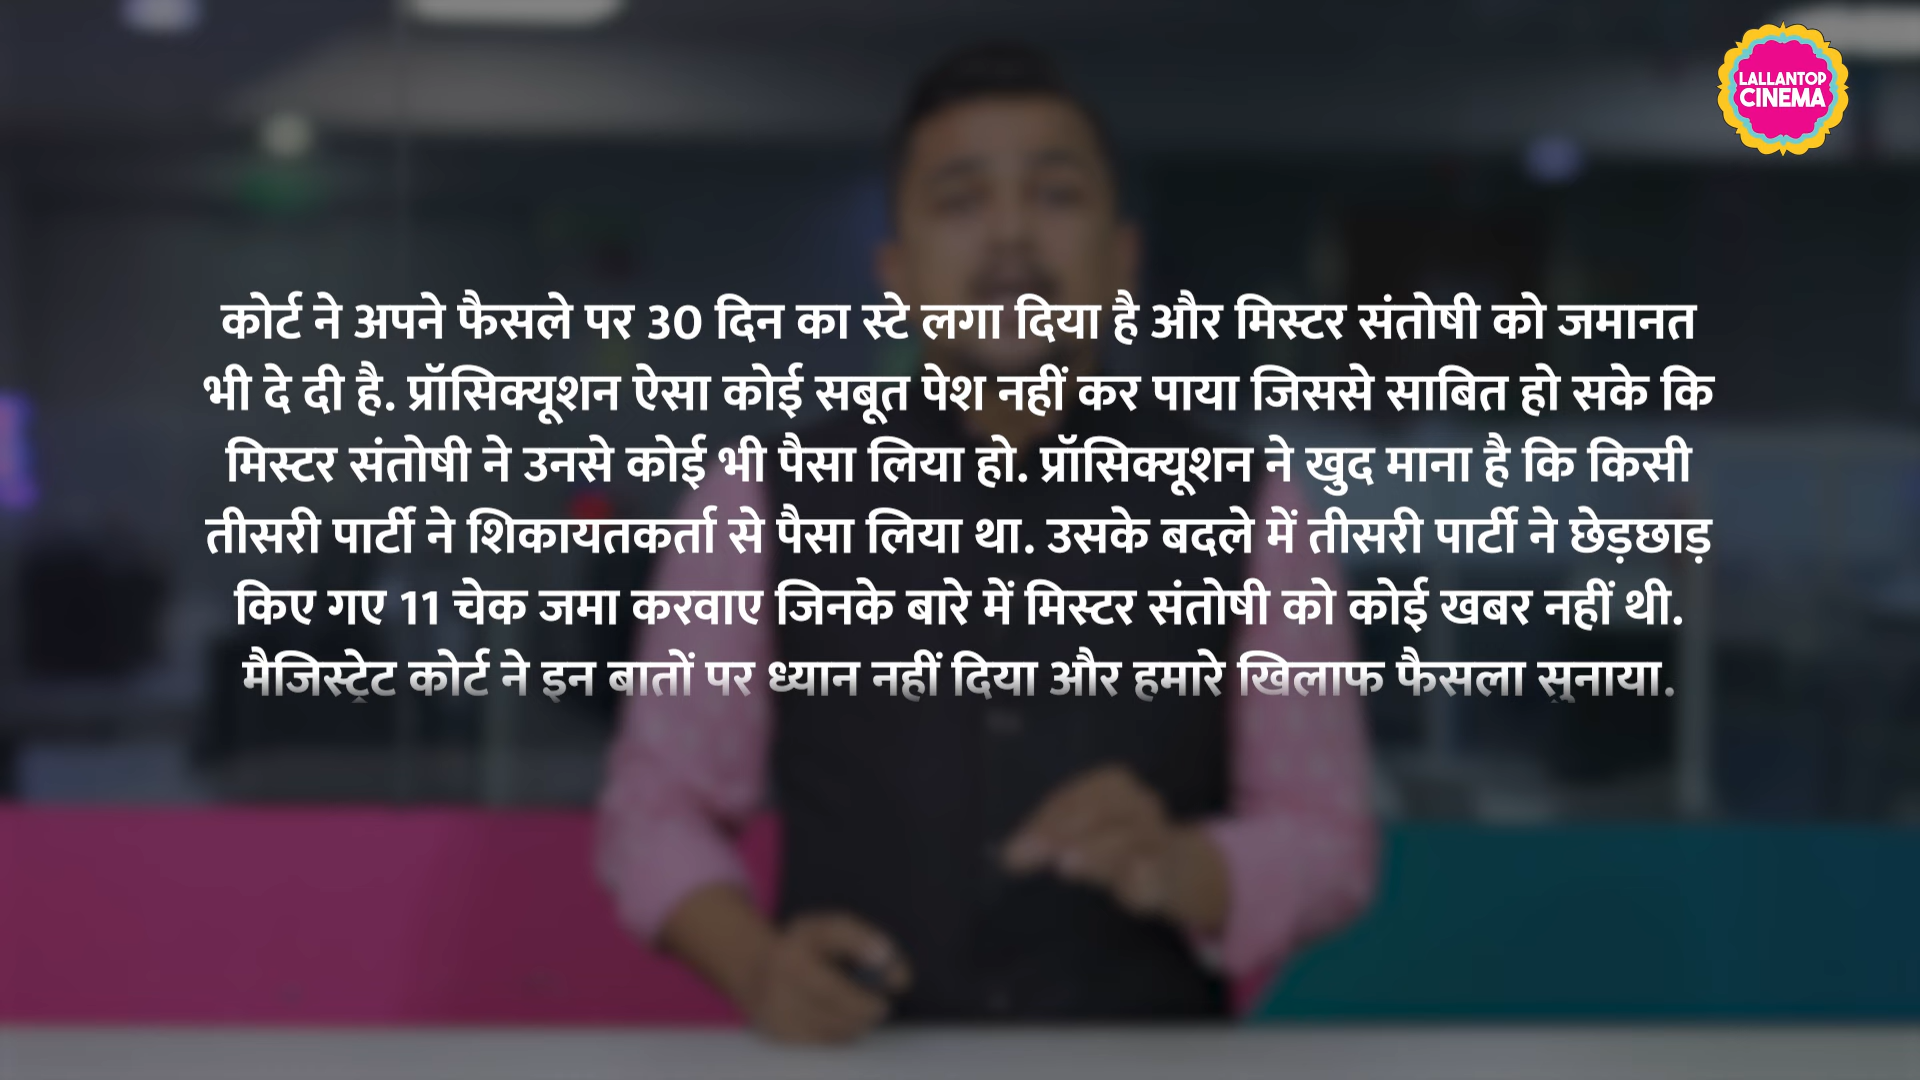 LALLANTOP
CINEMA
कोर्ट ने अपने फैसले पर 30 दिन का स्टे लगा दिया है और मिस्टर संतोषी को जमानत
भी दे दी है. प्रॉसिक्यूशन ऐसा कोई सबूत पेश नहीं कर पाया जिससे साबित हो सके कि
मिस्टर संतोषी ने उनसे कोई भी पैसा लिया हो. प्रॉसिक्यूशन ने खुद माना है कि किसी
तीसरी पार्टी ने शिकायतकर्ता से पैसा लिया था. उसके बदले में तीसरी पार्टी ने छेड़छाड़
किए गए 11 चेक जमा करवाए जिनके बारे में मिस्टर संतोषी को कोई खबर नहीं थी.
मैजिस्ट्रेट कोर्ट ने इन बातों पर ध्यान नहीं दिया और हमारे खिलाफ फैसला सुनाया.